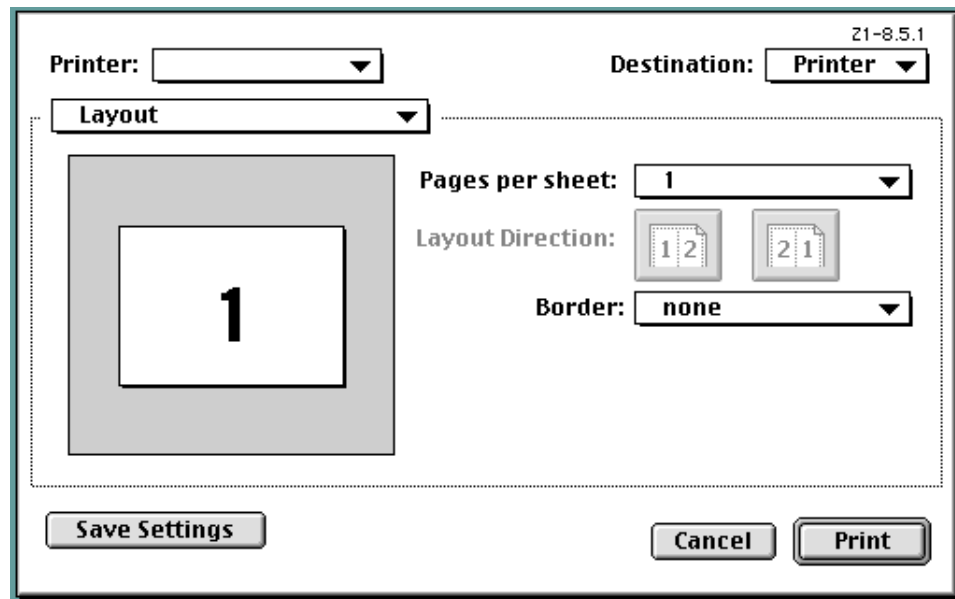 Z1-8.5.1
Printer:
Destination: Printer
Layout
Pages per sheet: 1
Layout Direction: 1 2 2 1
1
Border: none
Save Settings
Cancel Print